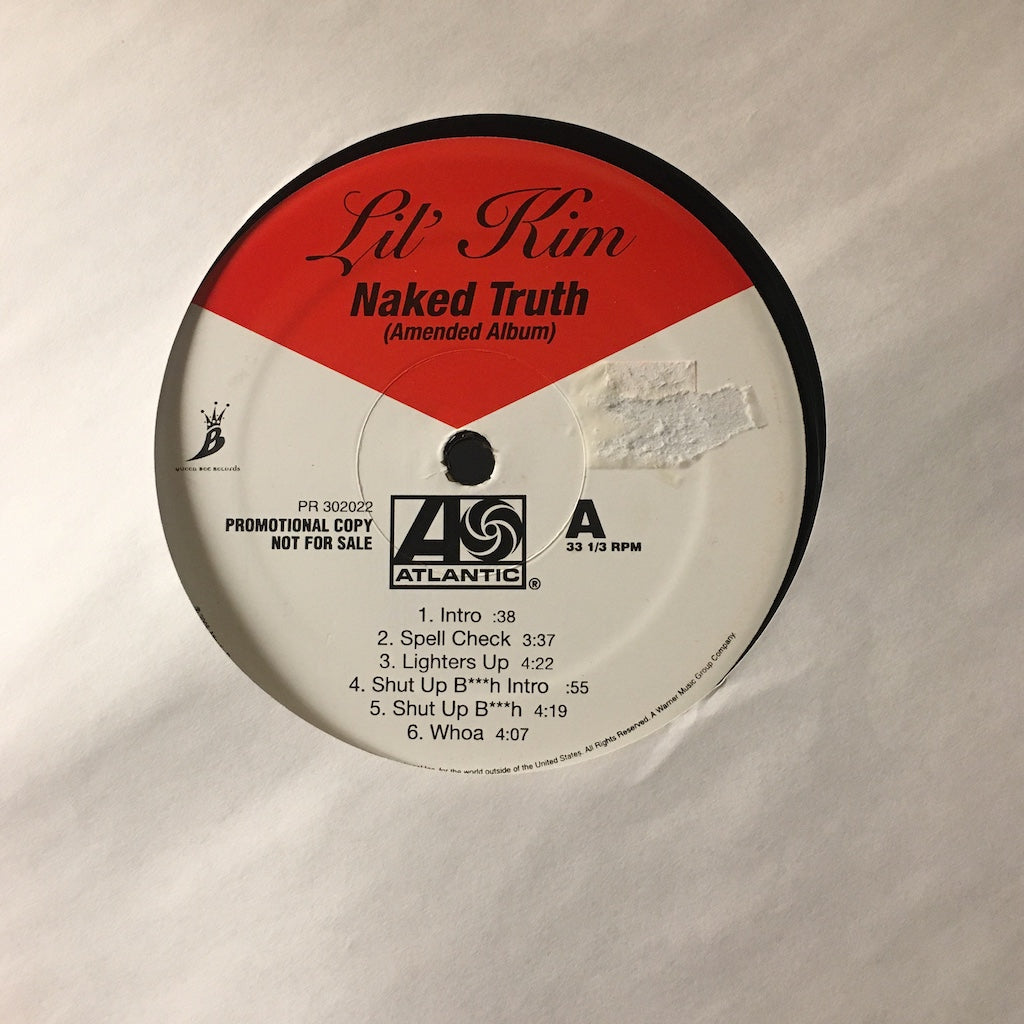 Lil' Kim
Naked Truth
(Amended Album)
B
QUEEN BEE RECORDS
PR 302022
PROMOTIONAL COPY
NOT FOR SALE
A
ATLANTIC®
A
33 1/3 RPM
1. Intro :38
2. Spell Check 3:37
3. Lighters Up 4:22
4. Shut Up B***h Intro :55
5. Shut Up B***h 4:19
6. Whoa 4:07
for the world outside of the United States. All Rights Reserved. A Warner Music Group Company.